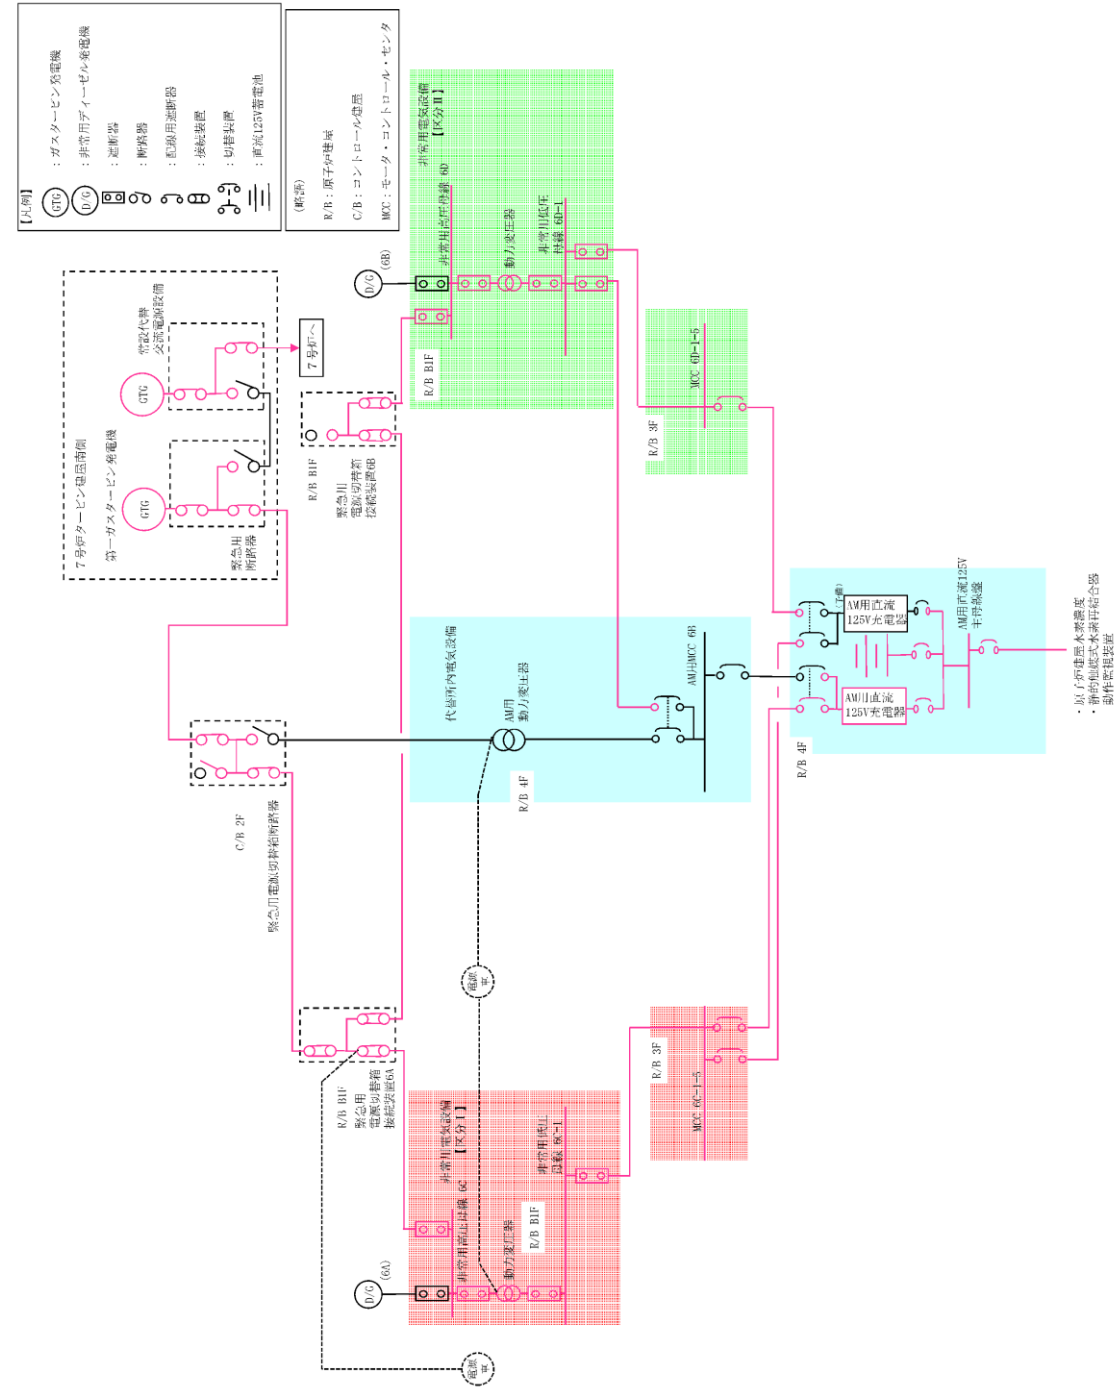 【凡例】
GTG
：ガスタービン発電機
D/G
：非常用ディーゼル発電機
：遮断器
：断路器
：配線用遮断器
：接続装置
：切替装置
：直流125V蓄電池
(略語)
R/B：原子炉建屋
C/B：コントロール建屋
MCC：モータ・コントロール・センタ
7号炉タービン建屋南側
第一ガスタービン発電機
常設代替
交流電源設備
GTG
GTG
緊急用
断路器
7号炉へ
R/B B1F
緊急用
電源切替箱
接続装置6B
D/G
(6B)
非常用電気設備
【区分Ⅱ】
非常用高圧母線 6D
動力変圧器
非常用低圧
母線 6D-1
R/B B1F
R/B 3F
MCC 6D-1-5
C/B 2F
緊急用電源切替箱断路器
代替所内電気設備
AM用
動力変圧器
R/B 4F
AM用MCC 6B
電源
車
R/B B1F
緊急用
電源切替箱
接続装置6A
D/G
(6A)
非常用電気設備
【区分Ⅰ】
非常用高圧母線 6C
動力変圧器
非常用低圧
母線 6C-1
R/B B1F
電源
車
R/B 3F
MCC 6C-1-5
R/B 4F
(予備)
AM用直流
125V充電器
AM用直流
125V充電器
AM用直流125V
主母線盤
・原子炉建屋水素濃度
・静的触媒式水素再結合器
動作監視装置